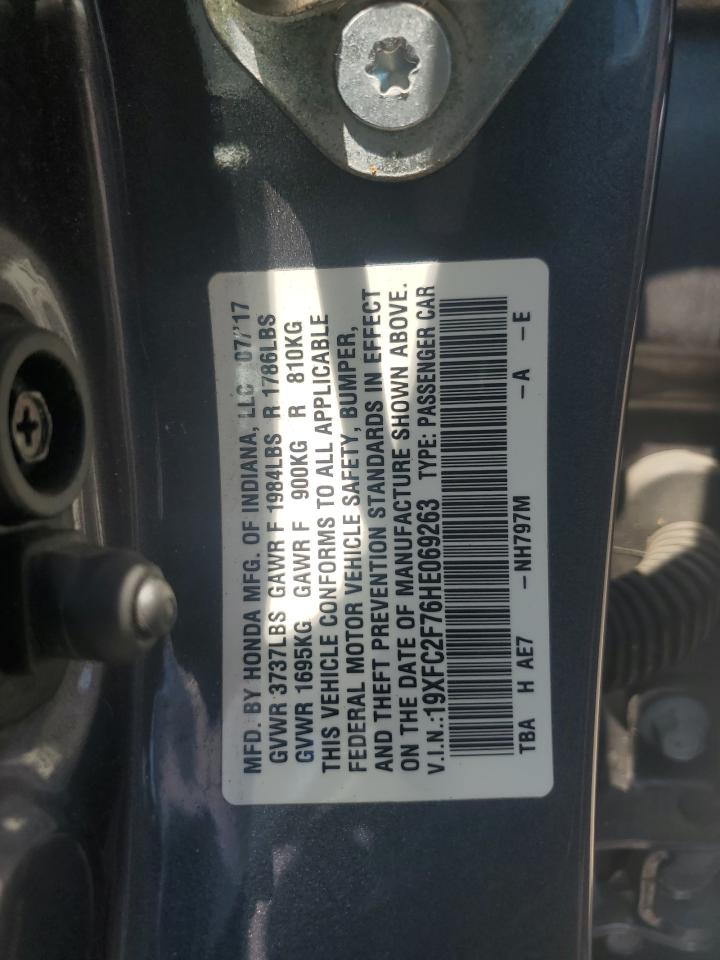 MFD. BY HONDA MFG. OF INDIANA, LLC 07/'17
GVWR 3737LBS GAWR F 1984LBS R 1786LBS
GVWR 1695KG GAWR F 900KG R 810KG
THIS VEHICLE CONFORMS TO ALL APPLICABLE
FEDERAL MOTOR VEHICLE SAFETY, BUMPER,
AND THEFT PREVENTION STANDARDS IN EFFECT
ON THE DATE OF MANUFACTURE SHOWN ABOVE.
V.I.N.:19XFC2F76HE069263 TYPE: PASSENGER CAR
TBA H AE7 -NH797M -A -E